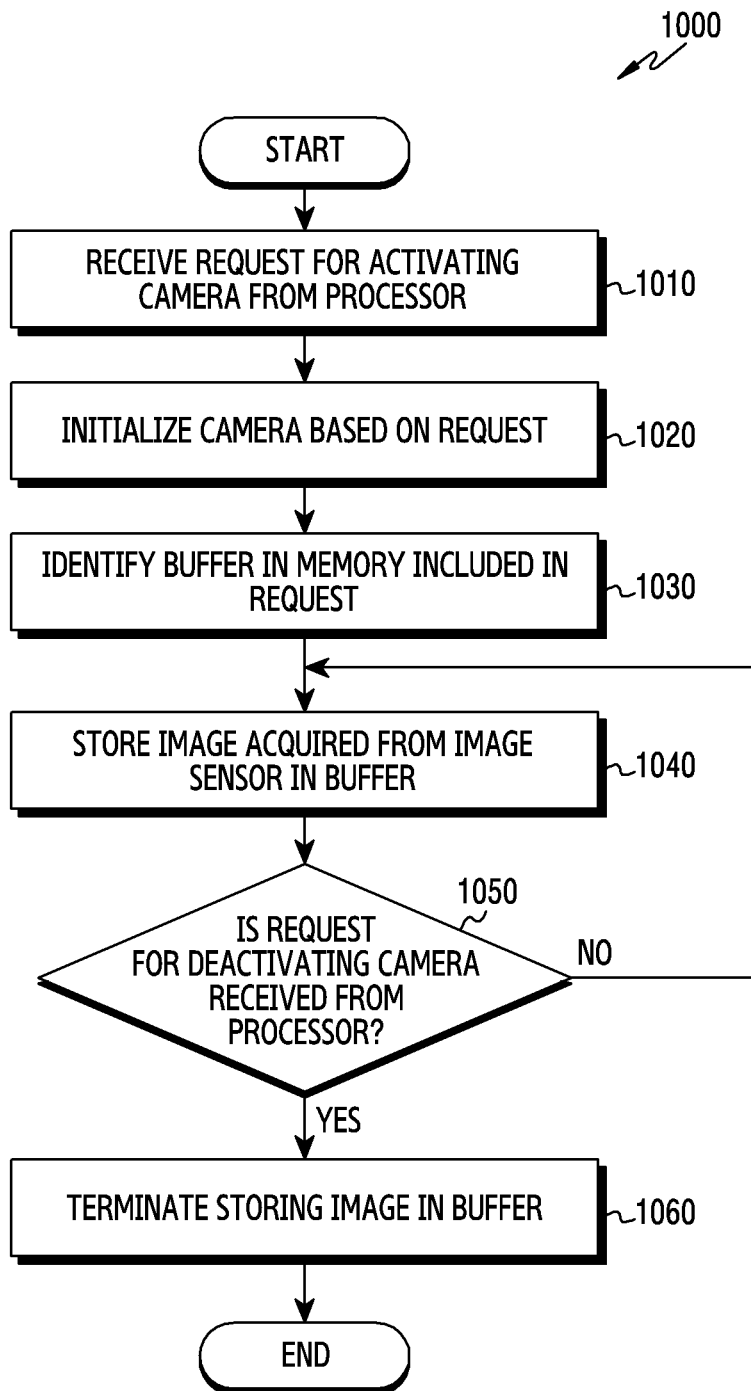 1000
START
RECEIVE REQUEST FOR ACTIVATING
CAMERA FROM PROCESSOR
1010
INITIALIZE CAMERA BASED ON REQUEST
1020
IDENTIFY BUFFER IN MEMORY INCLUDED IN
REQUEST
1030
STORE IMAGE ACQUIRED FROM IMAGE
SENSOR IN BUFFER
1040
1050
IS REQUEST
FOR DEACTIVATING CAMERA
RECEIVED FROM
PROCESSOR?
NO
YES
TERMINATE STORING IMAGE IN BUFFER
1060
END